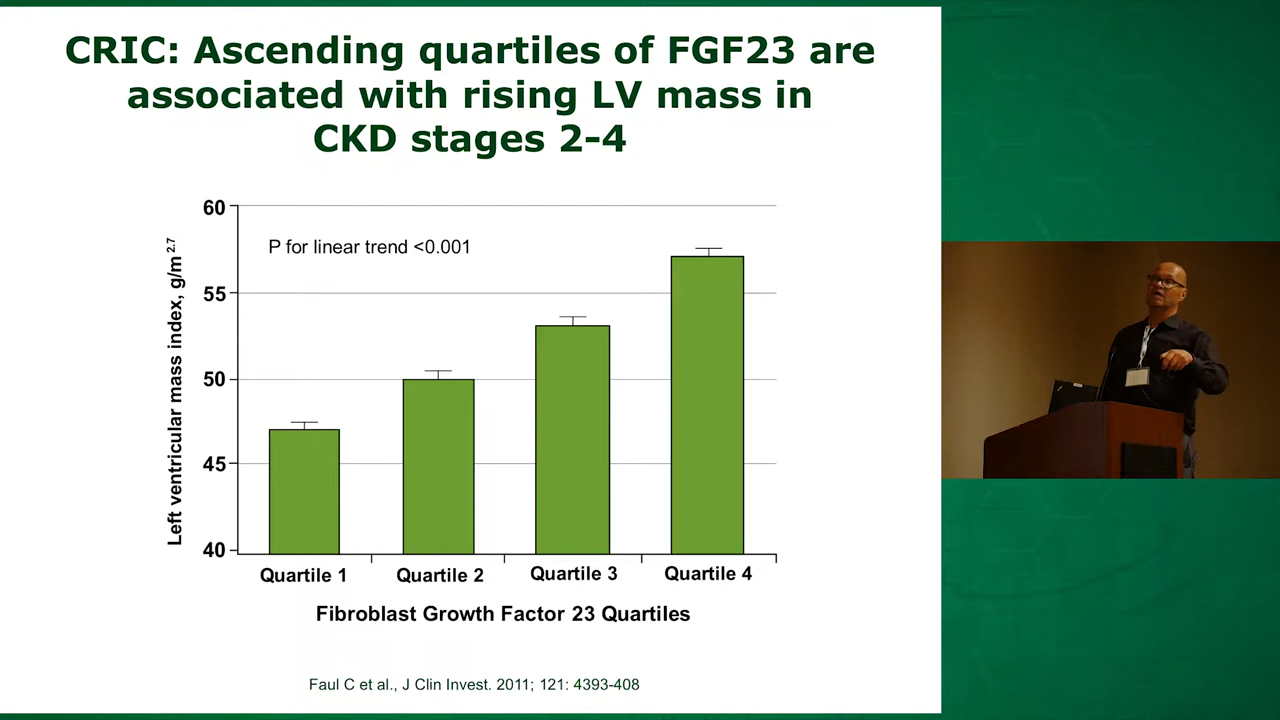 CRIC: Ascending quartiles of FGF23 are
associated with rising LV mass in
CKD stages 2-4
60
P for linear trend <0.001
55
50
45
40
Left ventricular mass index, g/m 2.7
Quartile 1
Quartile 2
Quartile 3
Quartile 4
Fibroblast Growth Factor 23 Quartiles
Faul C et al., J Clin Invest. 2011; 121: 4393-408